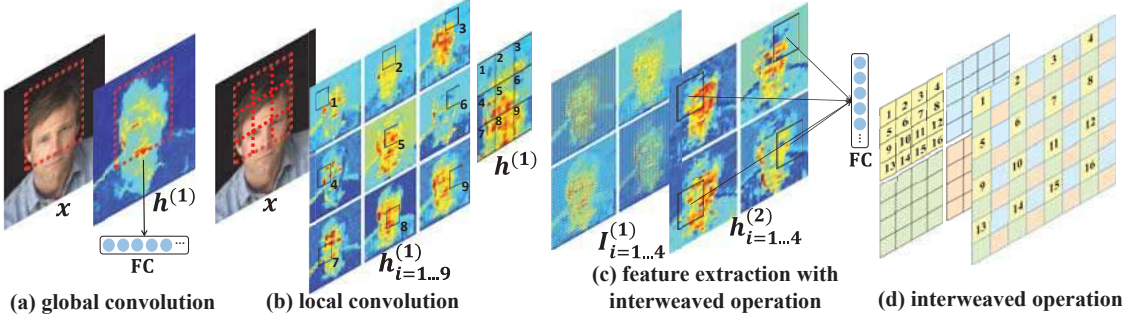 x
h(1)
FC
(a) global convolution
x
1
2
3
4
5
6
7
8
9
h(1)i=1...9
1 2 3
4 5 6
7 8 9
h(1)
(b) local convolution
I(1)i=1...4
h(2)i=1...4
FC
(c) feature extraction with
interweaved operation
1 2 3 4
5 6 7 8
9 10 11 12
13 14 15 16
1 2 3 4
5 6 7 8
9 10 11 12
13 14 15 16
(d) interweaved operation